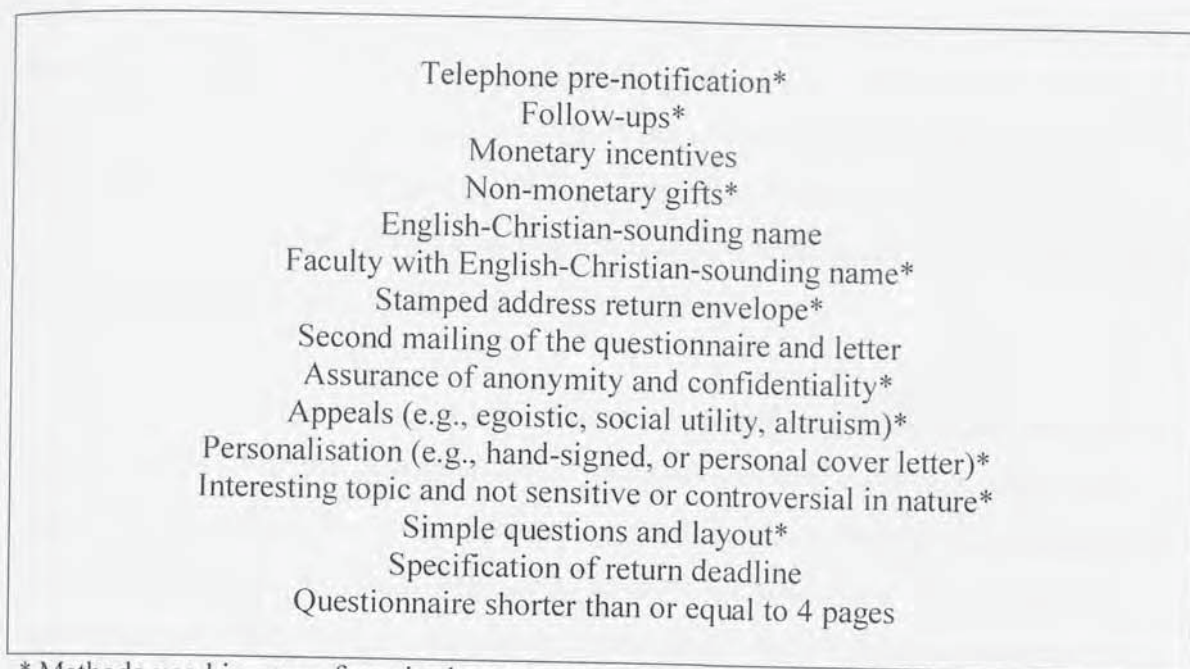 Telephone pre-notification*
Follow-ups*
Monetary incentives
Non-monetary gifts*
English-Christian-sounding name
Faculty with English-Christian-sounding name*
Stamped address return envelope*
Second mailing of the questionnaire and letter
Assurance of anonymity and confidentiality*
Appeals (e.g., egoistic, social utility, altruism)*
Personalisation (e.g., hand-signed, or personal cover letter)*
Interesting topic and not sensitive or controversial in nature*
Simple questions and layout*
Specification of return deadline
Questionnaire shorter than or equal to 4 pages
* Methods used